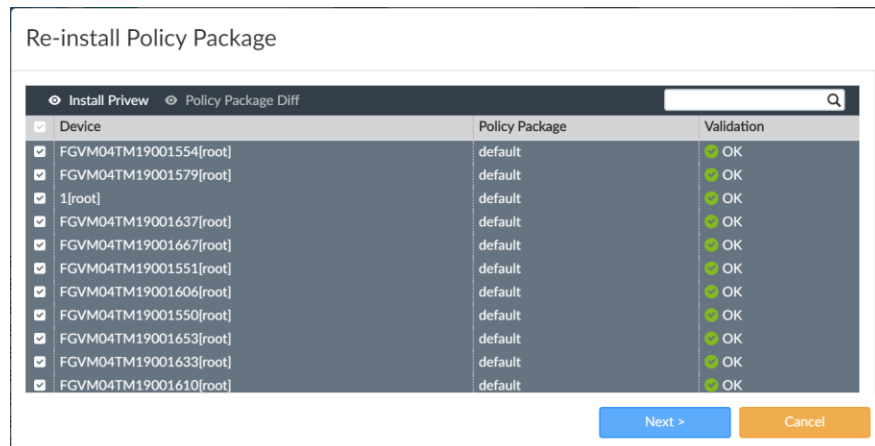 Re-install Policy Package
Install Privew Policy Package Diff
Device Policy Package Validation
FGVM04TM19001554[root] default OK
FGVM04TM19001579[root] default OK
1[root] default OK
FGVM04TM19001637[root] default OK
FGVM04TM19001667[root] default OK
FGVM04TM19001551[root] default OK
FGVM04TM19001606[root] default OK
FGVM04TM19001550[root] default OK
FGVM04TM19001653[root] default OK
FGVM04TM19001633[root] default OK
FGVM04TM19001610[root] default OK
Next > Cancel